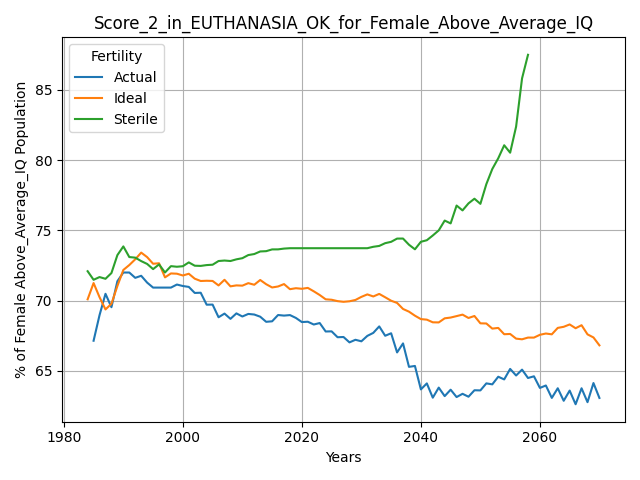 Score_2_in_EUTHANASIA_OK_for_Female_Above_Average_IQ
Fertility
Actual
Ideal
Sterile
% of Female Above_Average_IQ Population
85
80
75
70
65
1980
2000
2020
2040
2060
Years